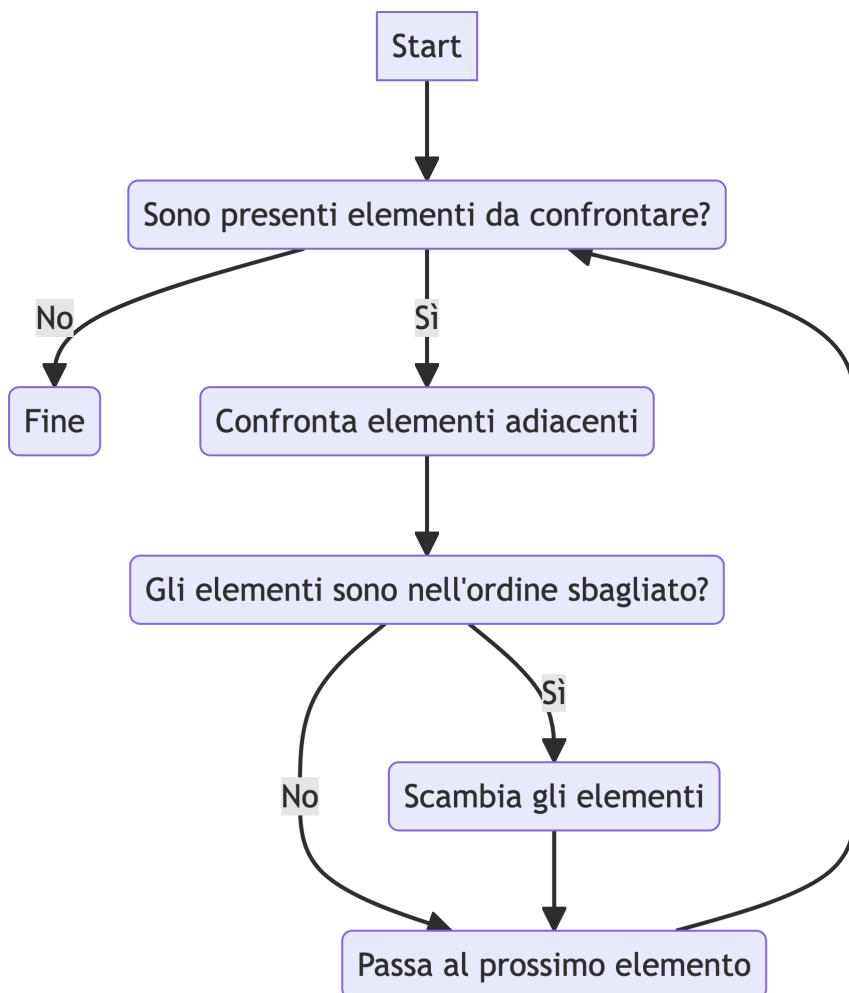 Start
Sono presenti elementi da confrontare?
No
Sì
Fine
Confronta elementi adiacenti
Gli elementi sono nell'ordine sbagliato?
Sì
No
Scambia gli elementi
Passa al prossimo elemento